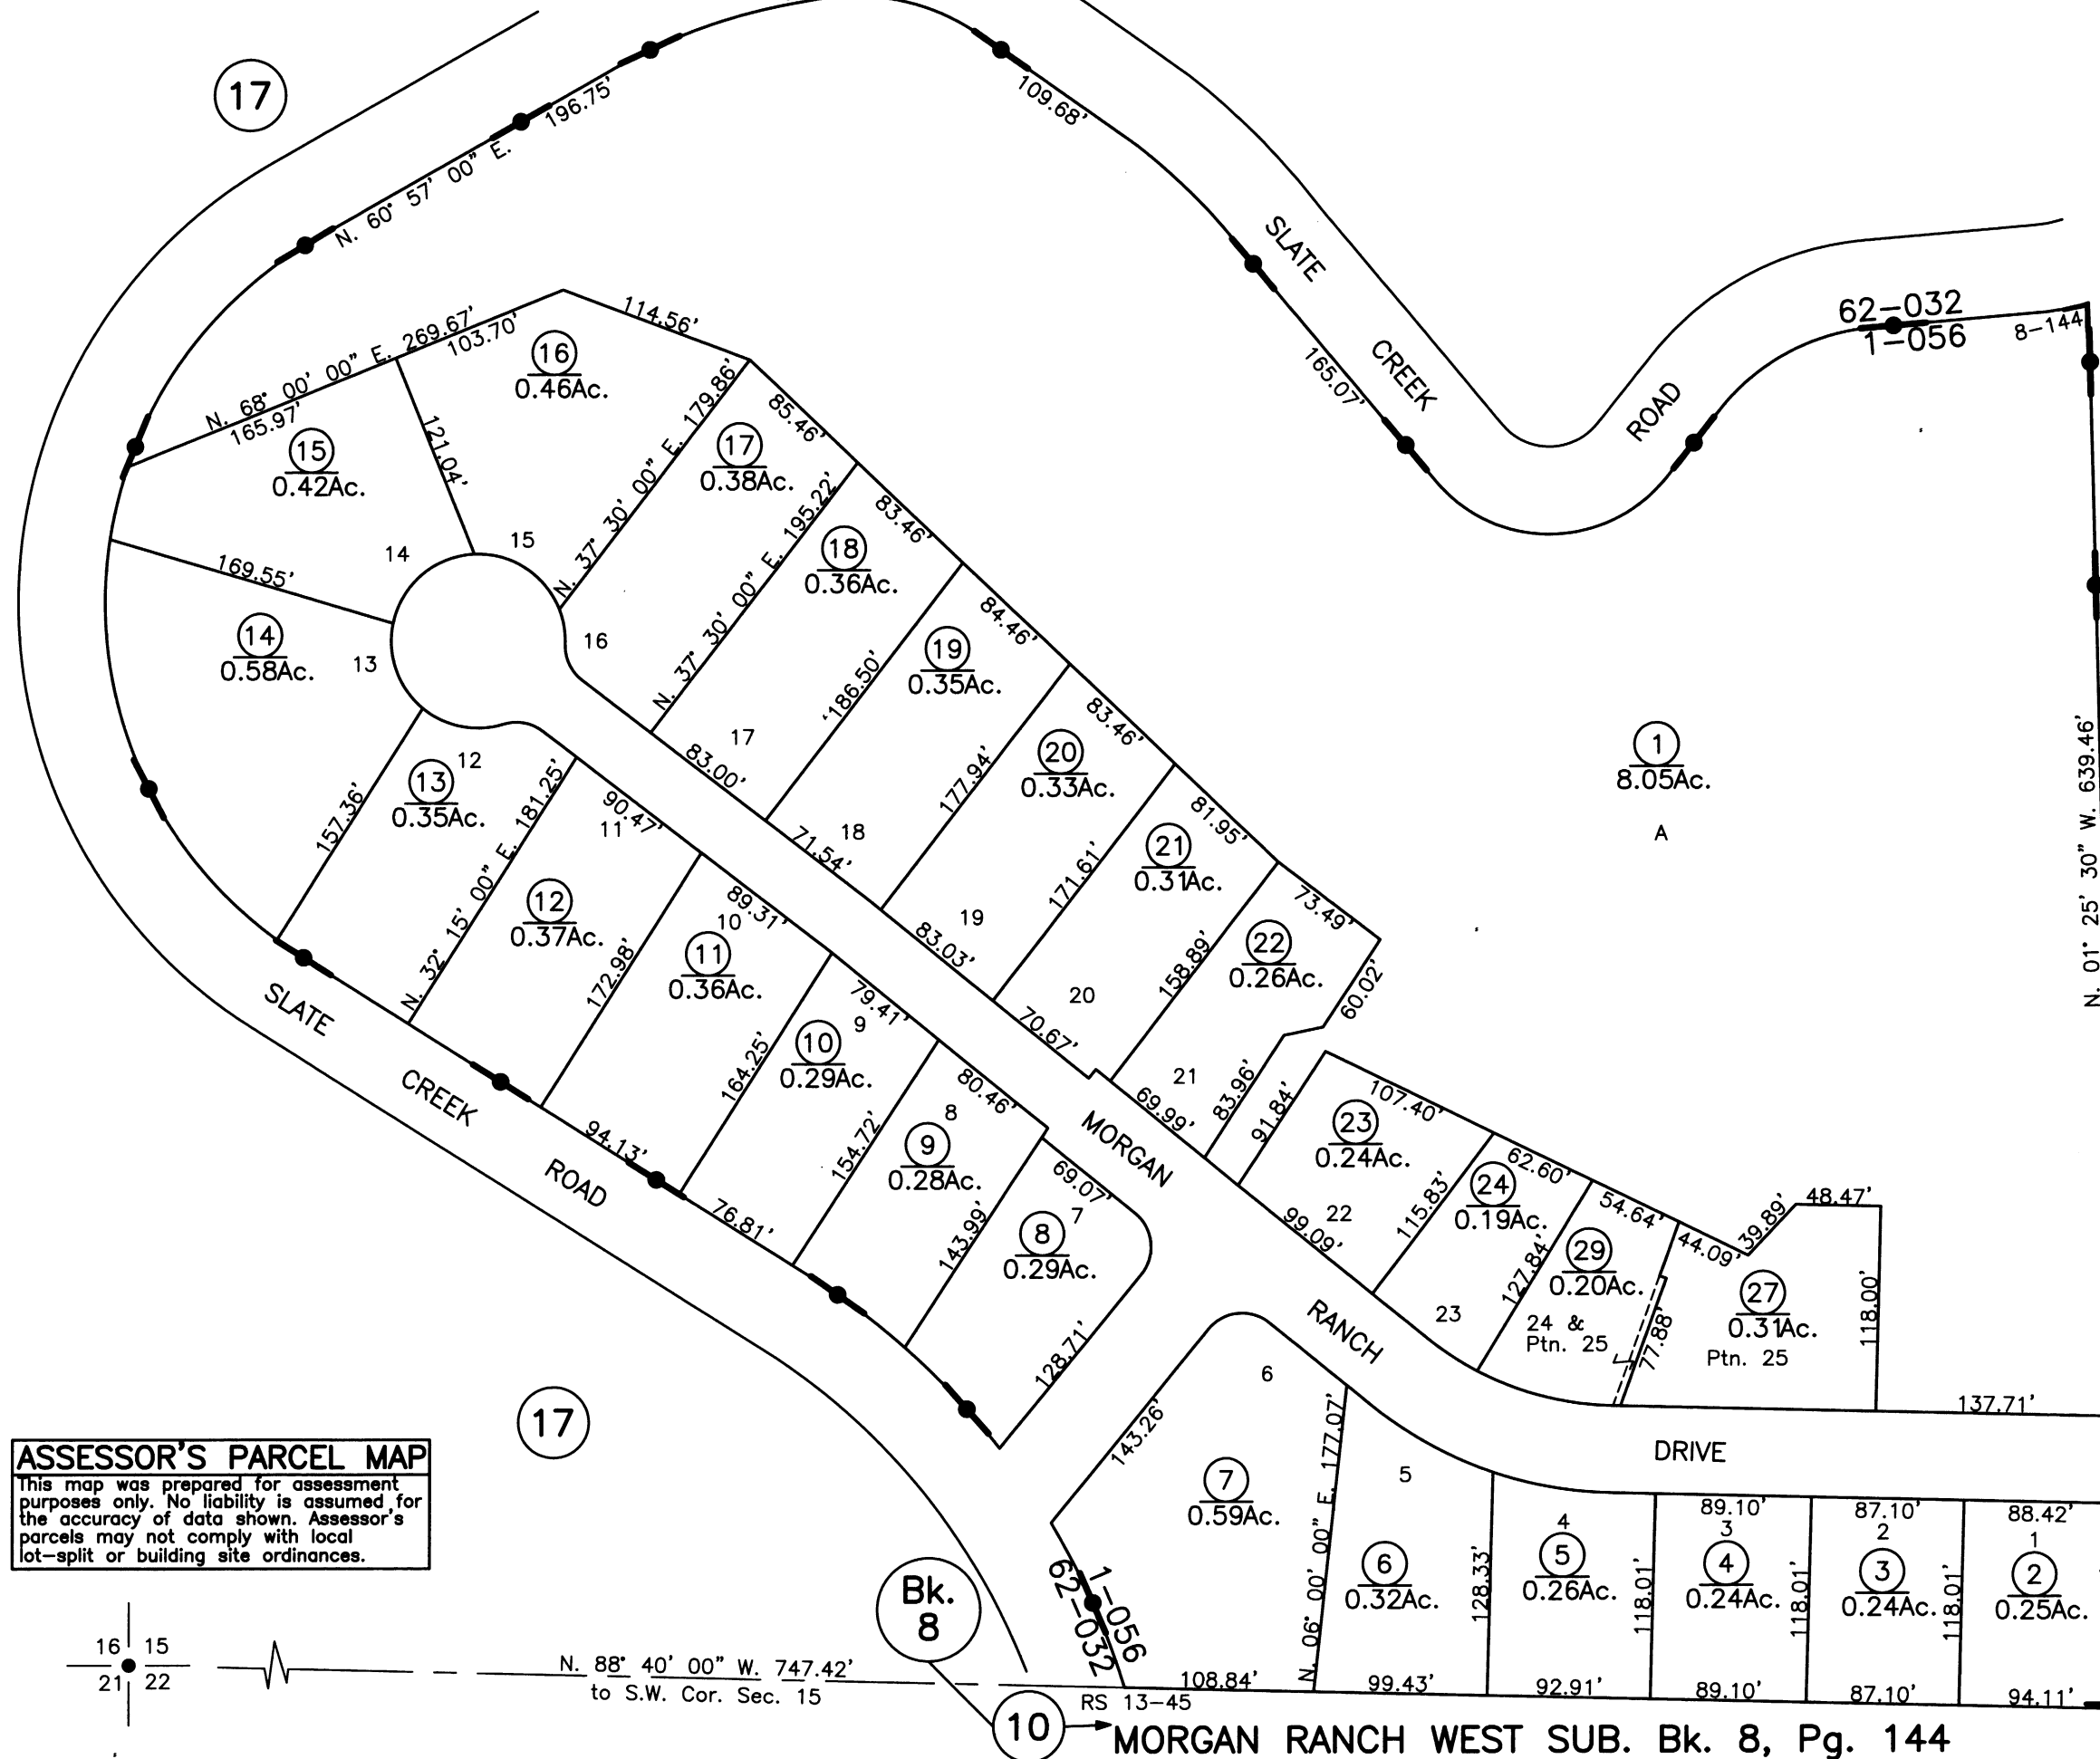 17
N. 60° 57' 00" E.
196.75'
109.68'
SLATE
CREEK
ROAD
165.07'
62-032
1-056
8-144
N. 01° 25' 30" W. 639.46'
1
8.05Ac.
A
N. 68° 00' 00" E. 269.67'
165.97'
103.70'
114.56'
16
0.46Ac.
15
0.42Ac.
121.04'
14
15
169.55'
14
0.58Ac.
13
N. 37° 30' 00" E. 179.86'
85.46'
17
0.38Ac.
16
N. 37° 30' 00" E. 195.22'
83.46'
18
0.36Ac.
17
83.00'
186.50'
84.46'
19
0.35Ac.
18
71.54'
177.94'
83.46'
20
0.33Ac.
19
83.03'
171.61'
81.95'
21
0.31Ac.
20
70.67'
158.89'
73.49'
22
0.26Ac.
60.02'
21
69.99'
83.96'
91.84'
107.40'
23
0.24Ac.
22
99.09'
115.83'
62.60'
24
0.19Ac.
23
127.84'
54.64'
29
0.20Ac.
24 &
Ptn. 25
77.88'
44.09'
39.89'
48.47'
27
0.31Ac.
Ptn. 25
118.00'
137.71'
157.36'
12
13
0.35Ac.
N. 32° 15' 00" E. 181.25'
90.47'
11
12
0.37Ac.
172.98'
89.31'
10
11
0.36Ac.
94.13'
164.25'
79.41'
9
10
0.29Ac.
76.81'
154.72'
80.46'
8
9
0.28Ac.
143.99'
69.07'
7
8
0.29Ac.
128.71'
SLATE
CREEK
ROAD
MORGAN
RANCH
DRIVE
143.26'
6
7
0.59Ac.
108.84'
N. 06° 00' 00" E. 177.07'
5
6
0.32Ac.
99.43'
128.33'
4
5
0.26Ac.
92.91'
118.01'
89.10'
3
4
0.24Ac.
89.10'
118.01'
87.10'
2
3
0.24Ac.
87.10'
118.01'
88.42'
1
2
0.25Ac.
94.11'
17
ASSESSOR'S PARCEL MAP
This map was prepared for assessment
purposes only. No liability is assumed for
the accuracy of data shown. Assessor's
parcels may not comply with local
lot-split or building site ordinances.
Bk.
8
1-056
62-032
16 15
21 22
N. 88° 40' 00" W. 747.42'
to S.W. Cor. Sec. 15
RS 13-45
10
MORGAN RANCH WEST SUB. Bk. 8, Pg. 144